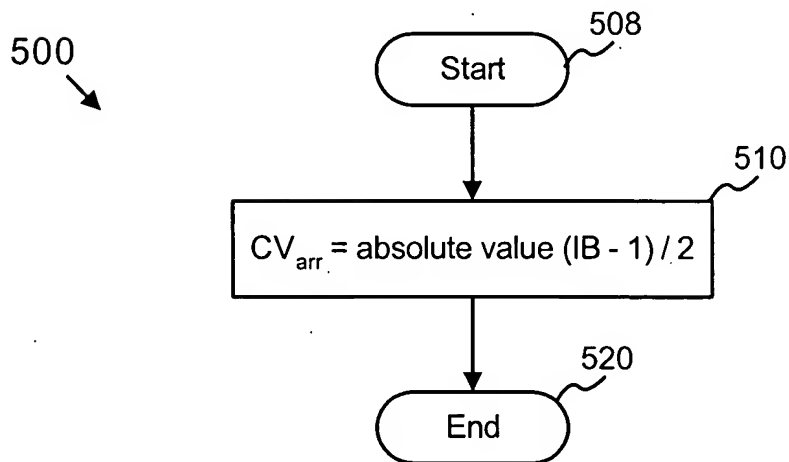 500
Start
508
510
CV_arr = absolute value (IB - 1) / 2
520
End